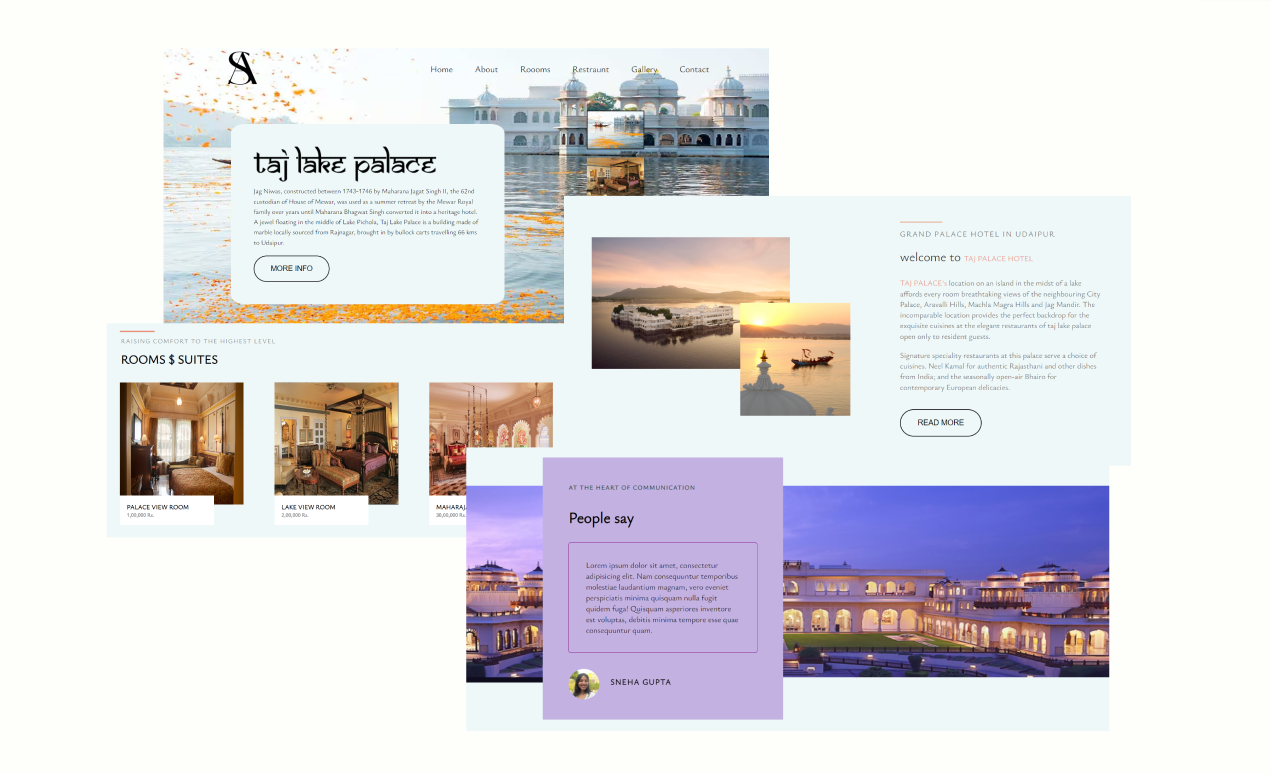 SA
Home About Roooms Restraunt Gallery Contact
<
taj lake palace
Jag Niwas, constructed between 1743-1746 by Maharana Jagat Singh II, the 62nd
custodian of House of Mewar, was used as a summer retreat by the Mewar Royal
family over years until Maharana Bhagwat Singh converted it into a heritage hotel.
A jewel floating in the middle of Lake Pichola, Taj Lake Palace is a building made of
marble locally sourced from Rajnagar, brought in by bullock carts travelling 66 kms
to Udaipur.
MORE INFO
GRAND PALACE HOTEL IN UDAIPUR
welcome to TAJ PALACE HOTEL
TAJ PALACE's location on an island in the midst of a lake
affords every room breathtaking views of the neighbouring City
Palace, Aravalli Hills, Machla Magra Hills and Jag Mandir. The
incomparable location provides the perfect backdrop for the
exquisite cuisines at the elegant restaurants of taj lake palace
open only to resident guests.
Signature speciality restaurants at this palace serve a choice of
cuisines. Neel Kamal for authentic Rajasthani and other dishes
from India; and the seasonally open-air Bhairo for
contemporary European delicacies.
READ MORE
RAISING COMFORT TO THE HIGHEST LEVEL
ROOMS $ SUITES
PALACE VIEW ROOM
1,00,000 Rs.
LAKE VIEW ROOM
2,00,000 Rs.
MAHARAJ
30,00,000 Rs.
AT THE HEART OF COMMUNICATION
People say
Lorem ipsum dolor sit amet, consectetur
adipisicing elit. Nam consequuntur temporibus
molestiae laudantium magnam, vero eveniet
perspiciatis minima quisquam nulla fugit
quidem fuga! Quisquam asperiores inventore
est voluptas, debitis minima tempore esse quae
consequuntur quam.
SNEHA GUPTA